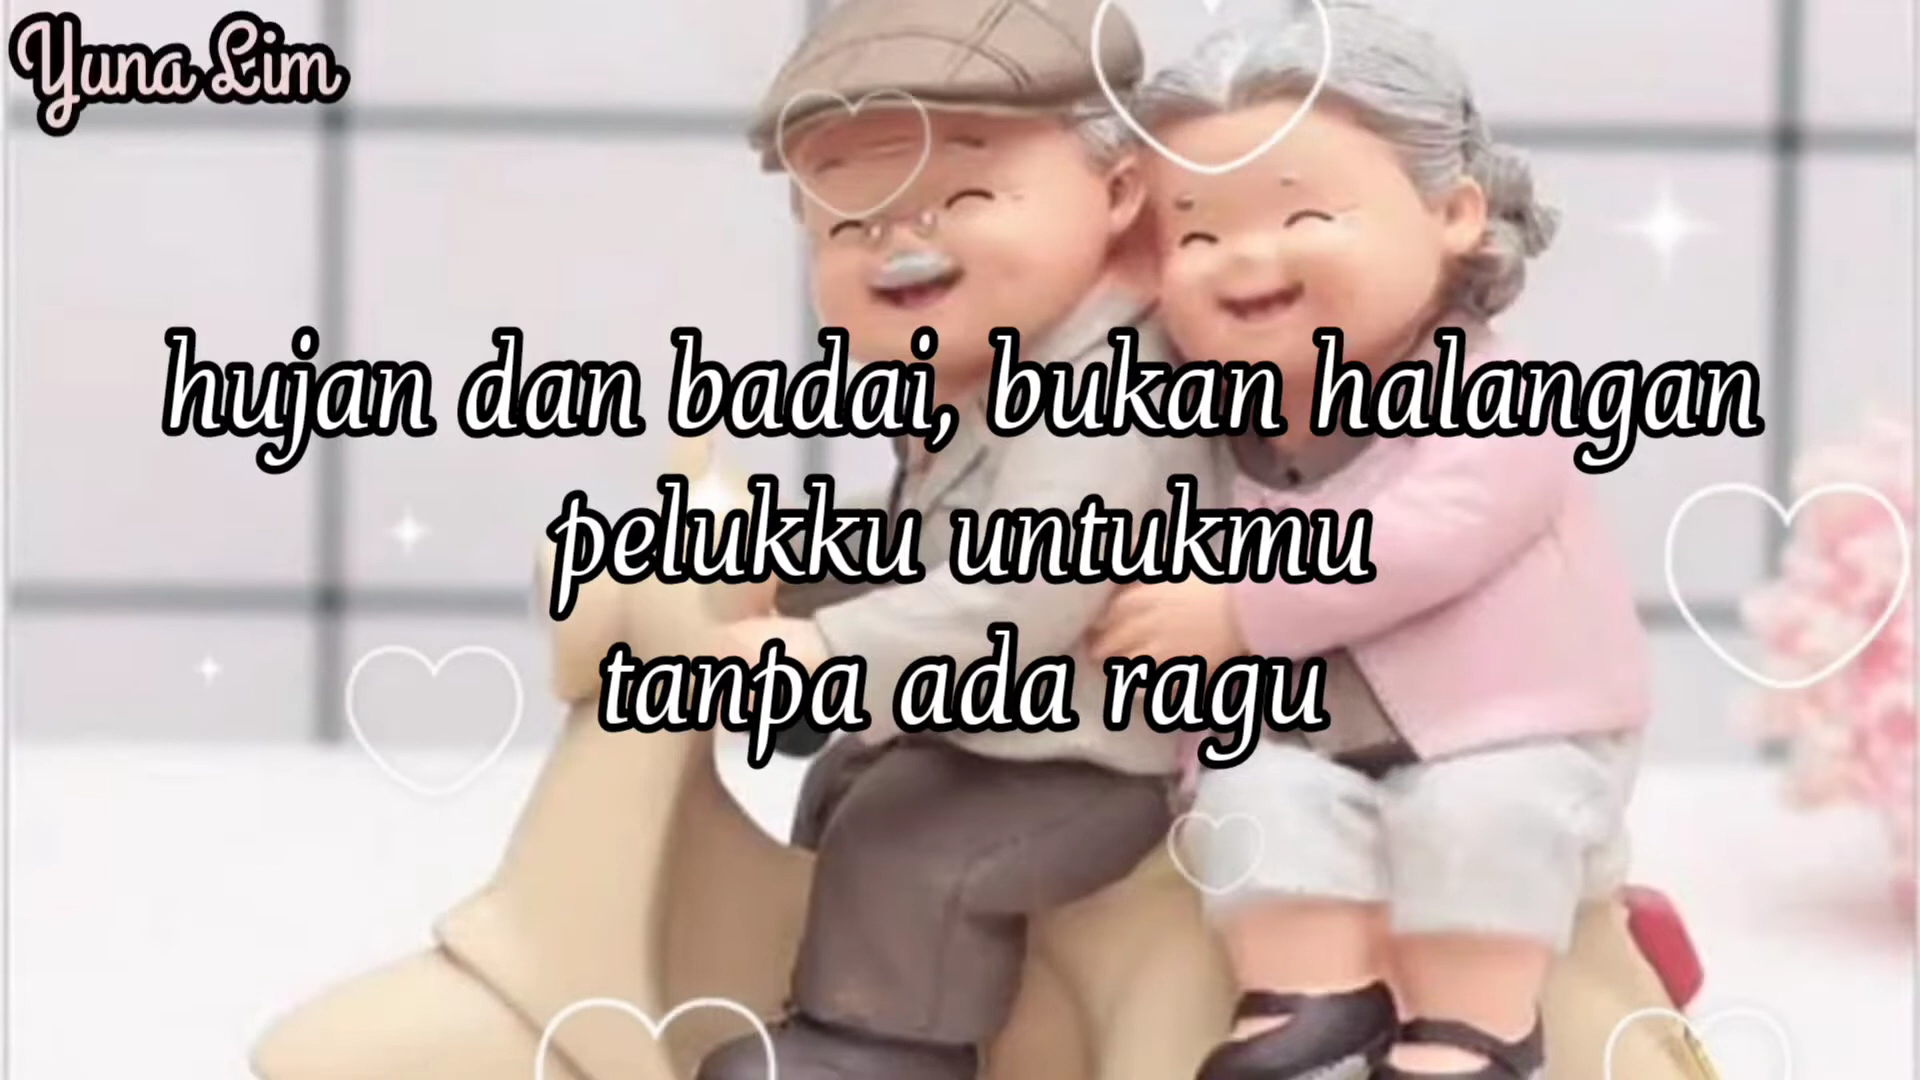 Yuna Lim
hujan dan badai, bukan halangan
pelukku untukmu
tanpa ada ragu